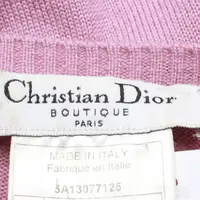 Christian Dior
BOUTIQUE
PARIS
MADE IN ITALY
Fabriqué en Italie
5A13077125